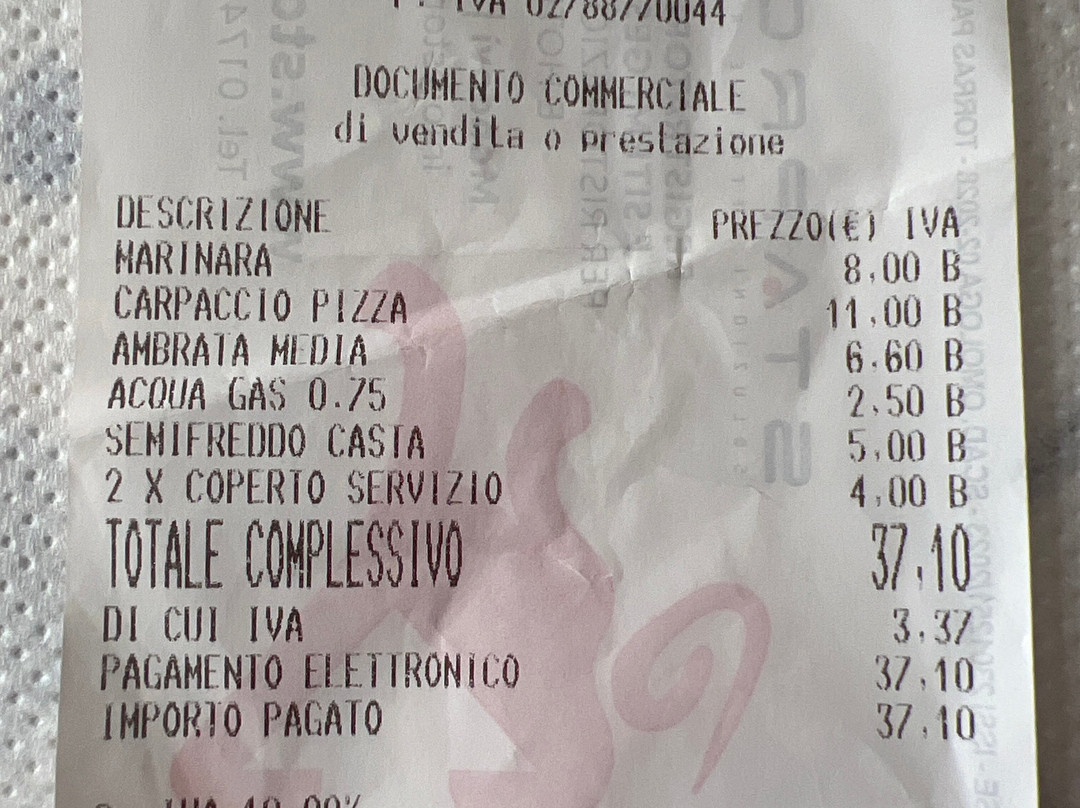 DOCUMENTO COMMERCIALE
di vendita o prestazione
DESCRIZIONE PREZZO(€) IVA
MARINARA 8,00 B
CARPACCIO PIZZA 11,00 B
AMBRATA MEDIA 6,60 B
ACQUA GAS 0.75 2,50 B
SEMIFREDDO CASTA 5,00 B
2 X COPERTO SERVIZIO 4,00 B
TOTALE COMPLESSIVO 37,10
DI CUI IVA 3,37
PAGAMENTO ELETTRONICO 37,10
IMPORTO PAGATO 37,10